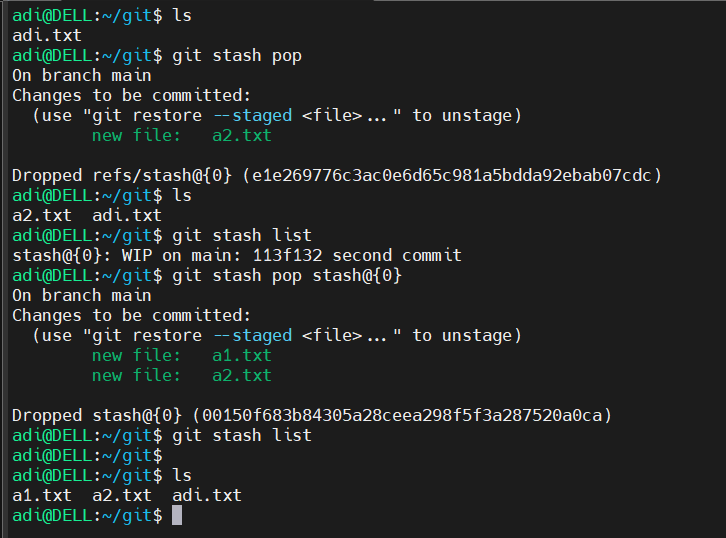 adi@DELL:~/git$ ls
adi.txt
adi@DELL:~/git$ git stash pop
On branch main
Changes to be committed:
  (use "git restore --staged <file>..." to unstage)
        new file:   a2.txt

Dropped refs/stash@{0} (e1e269776c3ac0e6d65c981a5bdda92ebab07cdc)
adi@DELL:~/git$ ls
a2.txt  adi.txt
adi@DELL:~/git$ git stash list
stash@{0}: WIP on main: 113f132 second commit
adi@DELL:~/git$ git stash pop stash@{0}
On branch main
Changes to be committed:
  (use "git restore --staged <file>..." to unstage)
        new file:   a1.txt
        new file:   a2.txt

Dropped stash@{0} (00150f683b84305a28ceea298f5f3a287520a0ca)
adi@DELL:~/git$ git stash list
adi@DELL:~/git$
adi@DELL:~/git$ ls
a1.txt  a2.txt  adi.txt
adi@DELL:~/git$